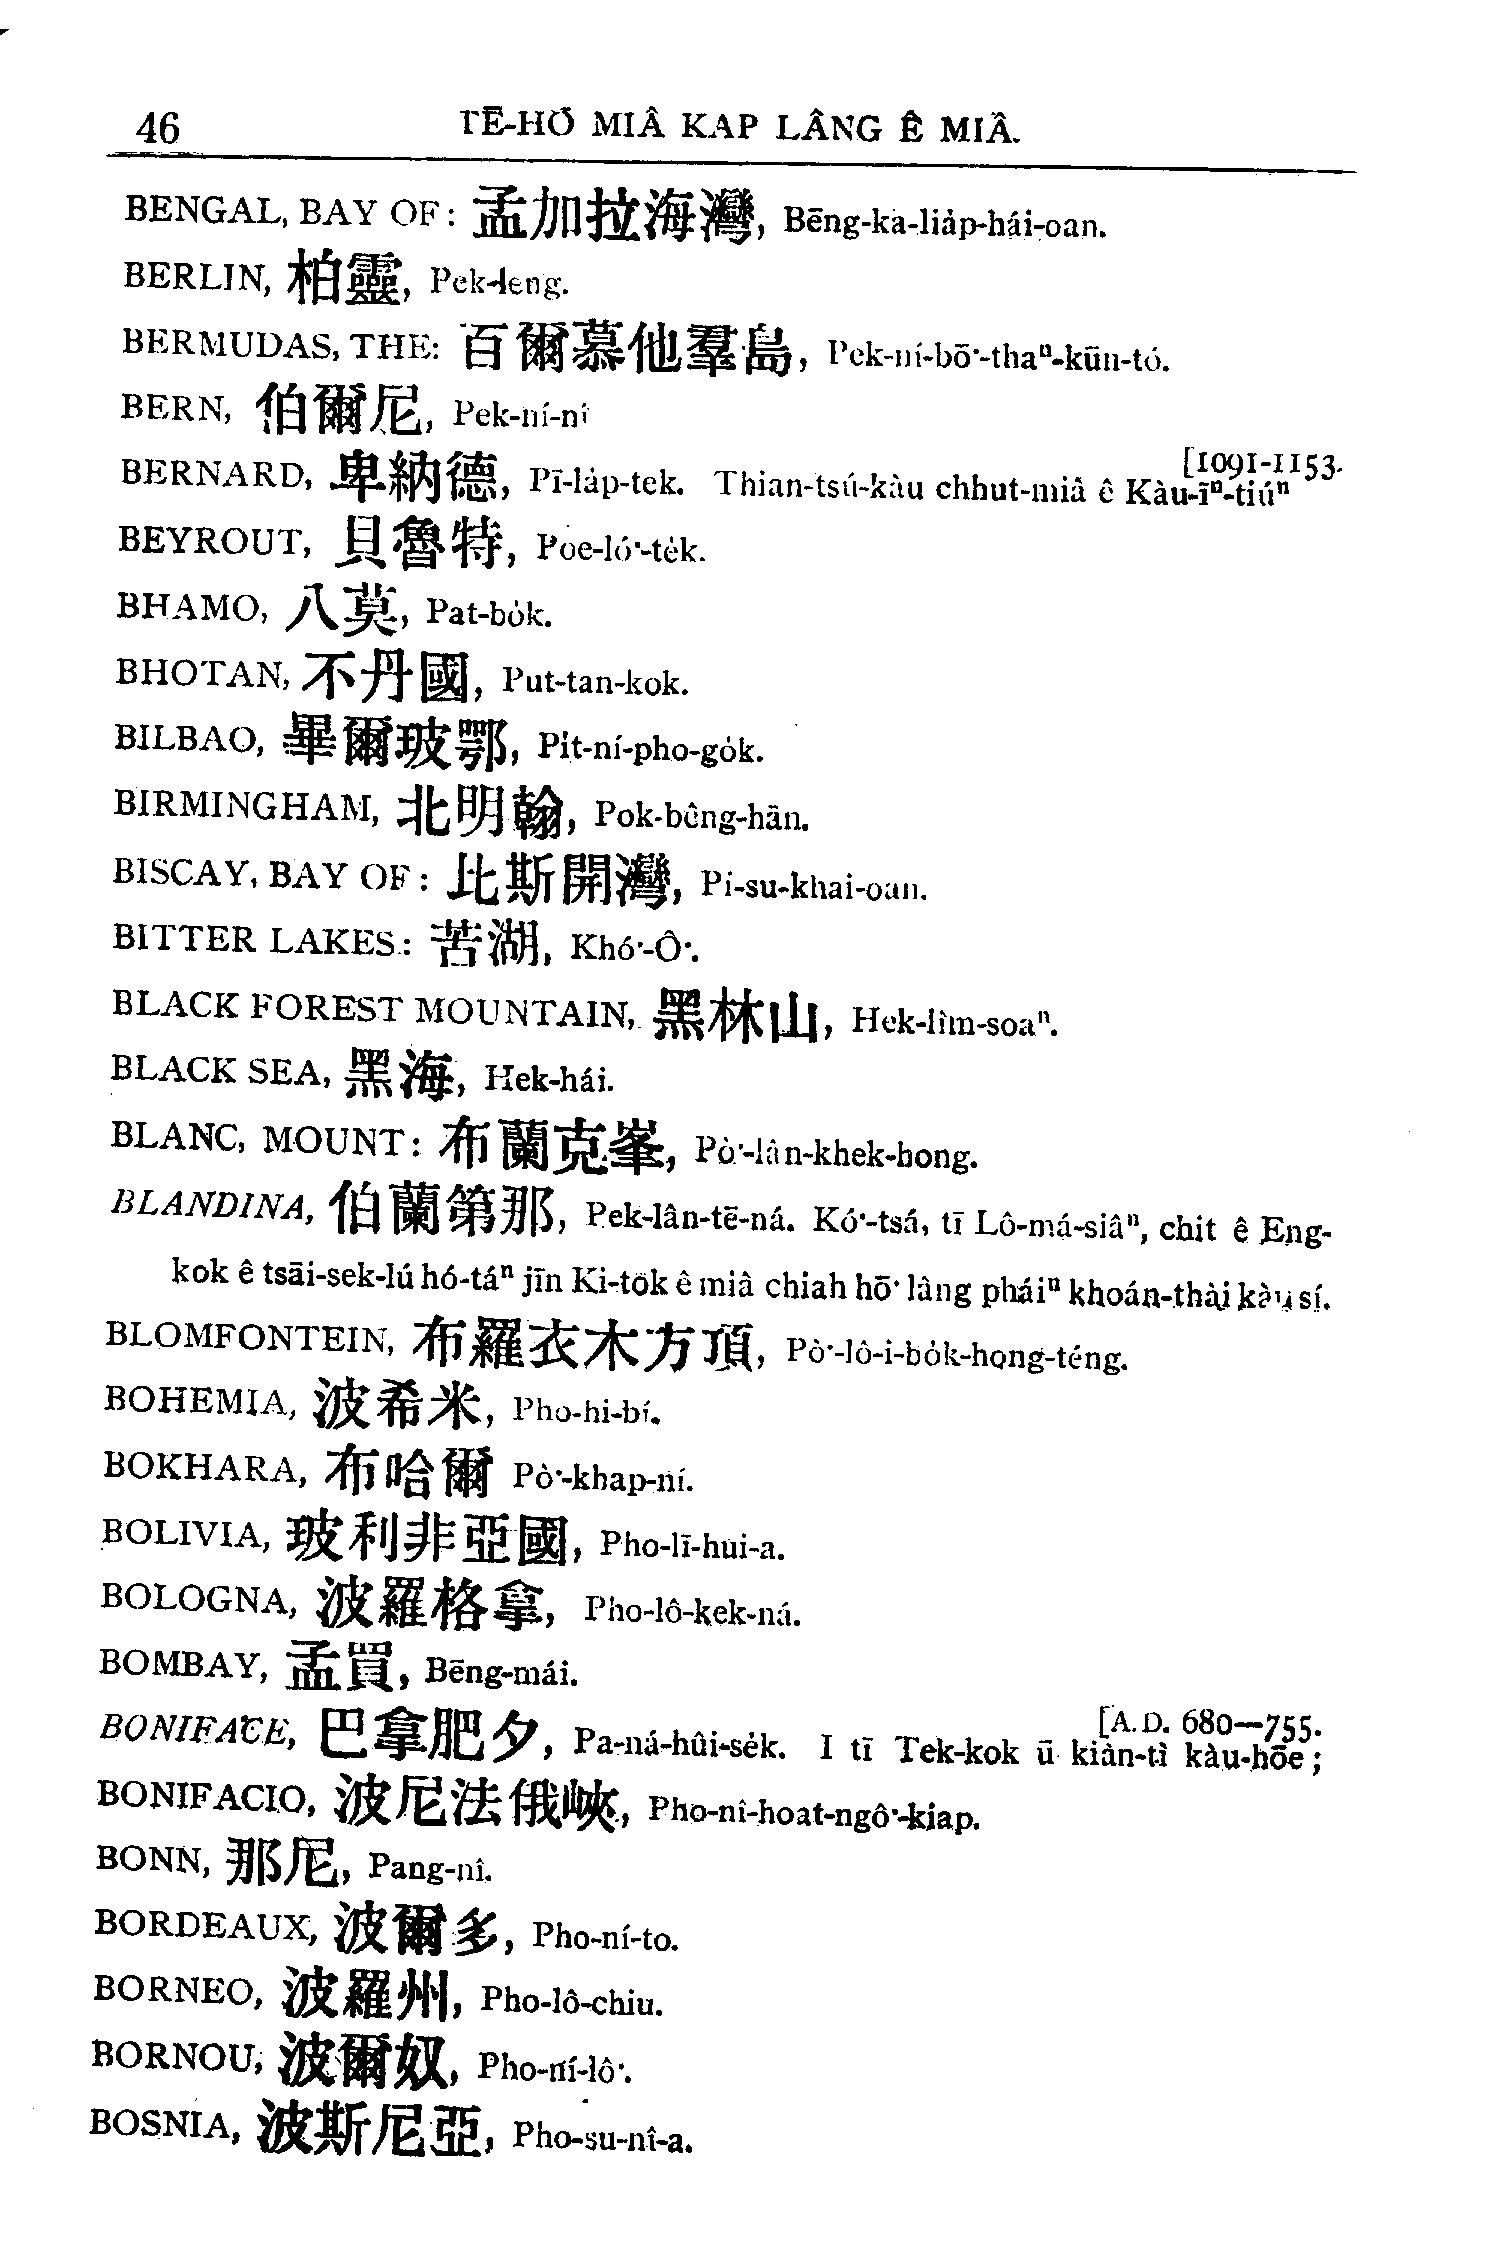 46 TĒ-HŌ MIÂ KAP LÂNG Ê MIÂ.
BENGAL, BAY OF: 孟加拉海灣, Bēng-ka-lia̍p-hái-oan.
BERLIN, 柏靈, Pek-leng.
BERMUDAS, THE: 百爾慕他羣島, Pek-ní-bō͘-thaⁿ-kûn-tó.
BERN, 伯爾尼, Pek-ní-nî
BERNARD, 卑納德, Pī-la̍p-tek. Thian-tsú-kàu chhut-miâ ê Kàu-īⁿ-tiúⁿ [1091-1153.
BEYROUT, 貝魯特, Poe-ló͘-te̍k.
BHAMO, 八莫, Pat-bo̍k.
BHOTAN, 不丹國, Put-tan-kok.
BILBAO, 畢爾玻鄂, Pit-ní-pho-go̍k.
BIRMINGHAM, 北明翰, Pok-bêng-hān.
BISCAY, BAY OF: 比斯開灣, Pí-su-khai-oan.
BITTER LAKES: 苦湖, Khó͘-Ô͘.
BLACK FOREST MOUNTAIN, 黑林山, Hek-lîm-soaⁿ.
BLACK SEA, 黑海, Hek-hái.
BLANC, MOUNT: 布蘭克峯, Pò͘-lân-khek-hong.
BLANDINA, 伯蘭第那, Pek-lân-tē-ná. Kó͘-tsá, tī Lô-má-siâⁿ, chit ê Eng-
kok ê tsāi-sek-lú hó-táⁿ jīn Ki-tok ê miâ chiah hō͘ lâng pháiⁿ khoán-thài kàu sí.
BLOMFONTEIN, 布羅衣木方頂, Pò͘-lô-i-bo̍k-hong-téng.
BOHEMIA, 波希米, Pho-hi-bí.
BOKHARA, 布哈爾 Pò͘-khap-ní.
BOLIVIA, 玻利非亞國, Pho-lī-hui-a.
BOLOGNA, 波羅格拿, Pho-lô-kek-ná.
BOMBAY, 孟買, Bēng-mái.
BONIFACE, 巴拿肥夕, Pa-ná-hûi-se̍k. I tī Tek-kok ū kiàn-tì kàu-hōe; [A.D. 680—755.
BONIFACIO, 波尼法俄峽, Pho-nî-hoat-ngô͘-kiap.
BONN, 那尼, Pang-nî.
BORDEAUX, 波爾多, Pho-ní-to.
BORNEO, 波羅州, Pho-lô-chiu.
BORNOU, 波爾奴, Pho-ní-lô͘.
BOSNIA, 波斯尼亞, Pho-su-nî-a.